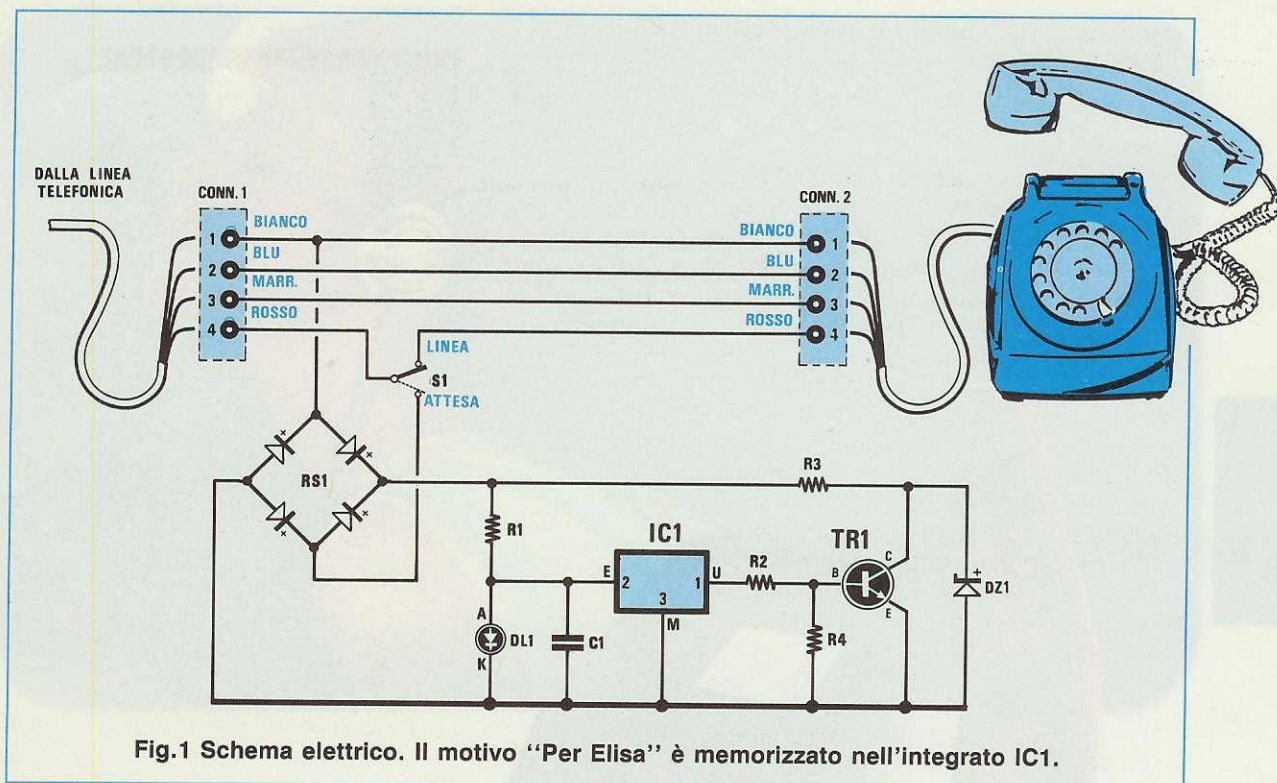 DALLA LINEA
TELEFONICA
CONN. 1
BIANCO
1
BLU
2
MARR.
3
ROSSO
4
CONN. 2
BIANCO
1
BLU
2
MARR.
3
ROSSO
4
LINEA
S1
ATTESA
RS1
R3
R1
IC1
TR1
E
2
1
U
R2
B
C
E
DZ1
3
M
A
DL1
K
C1
R4
Fig.1 Schema elettrico. Il motivo "Per Elisa" è memorizzato nell'integrato IC1.